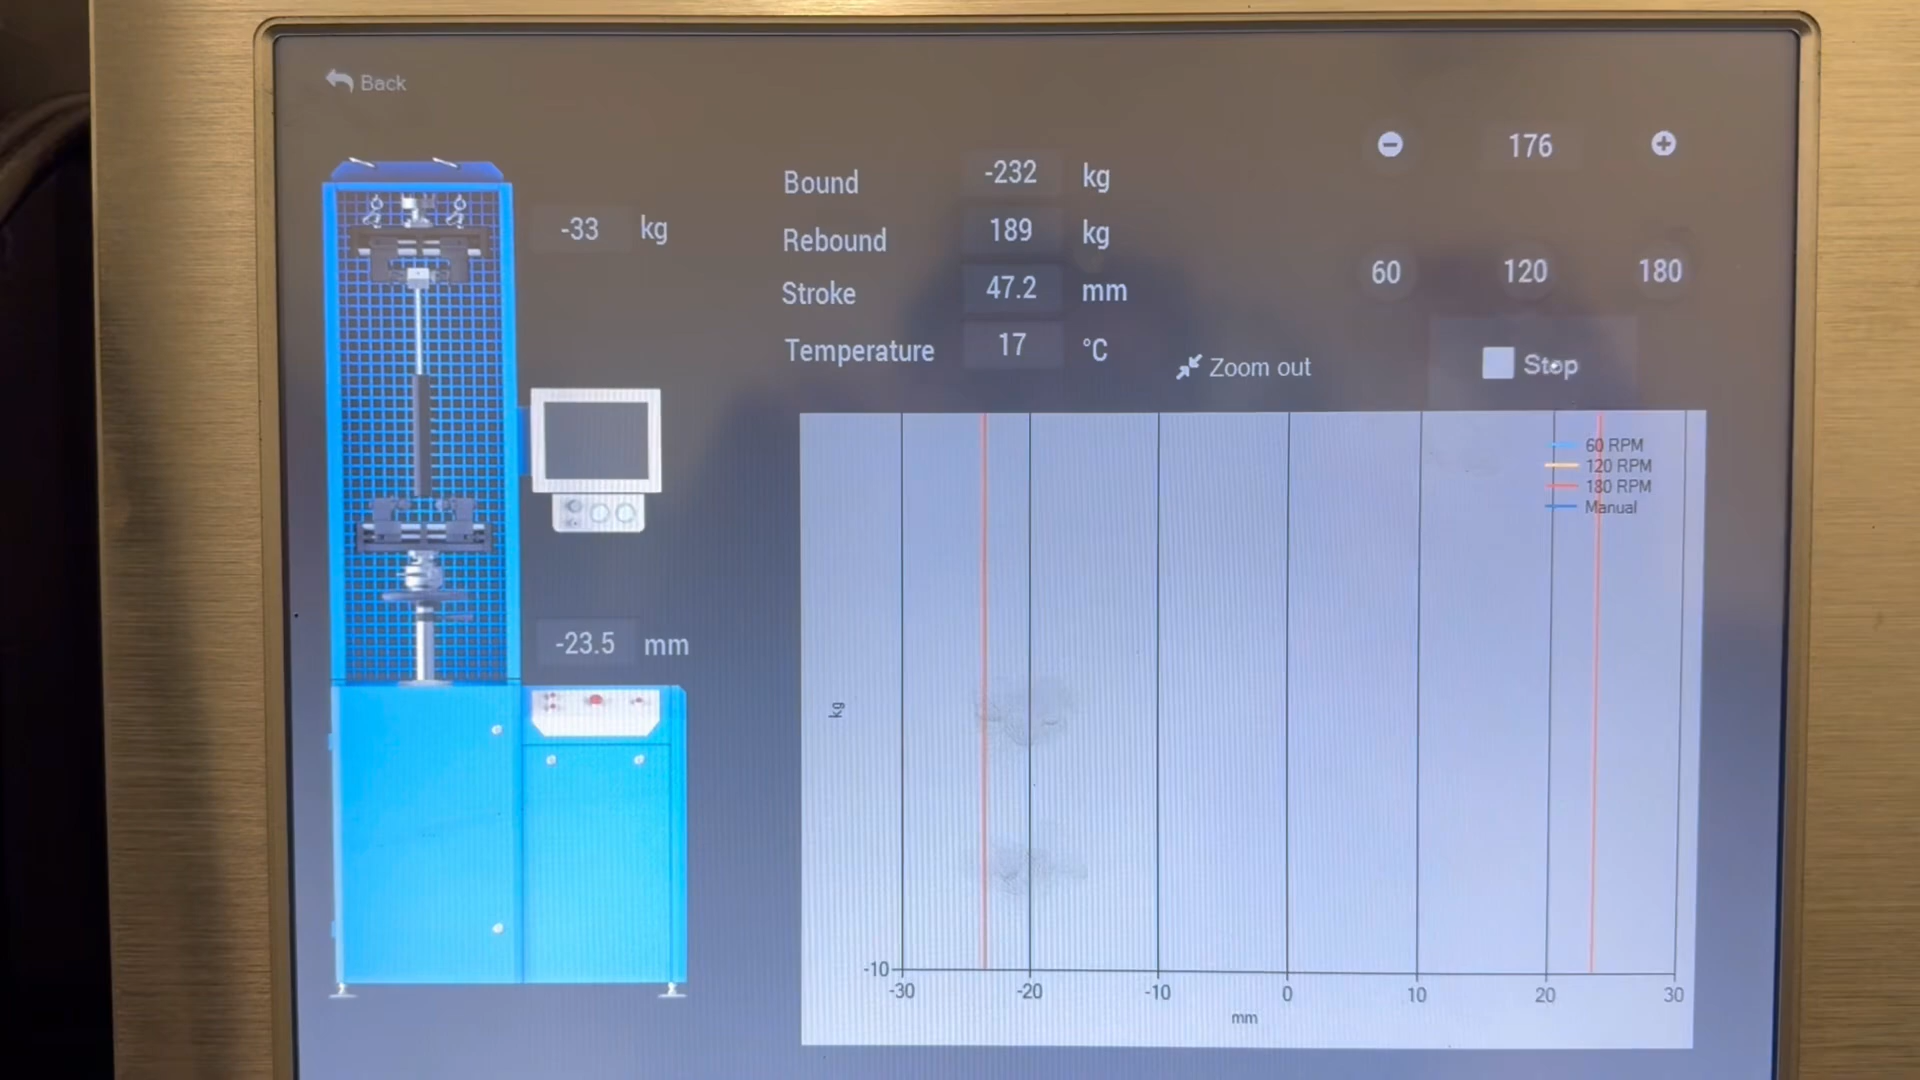 Back
176
Bound -232 kg
-33 kg
Rebound 189 kg
60 120 180
Stroke 47.2 mm
Temperature 17 °C
Zoom out
Stop
60 RPM
120 RPM
180 RPM
Manual
-23.5 mm
kg
-10
-30 -20 -10 0 10 20 30
mm